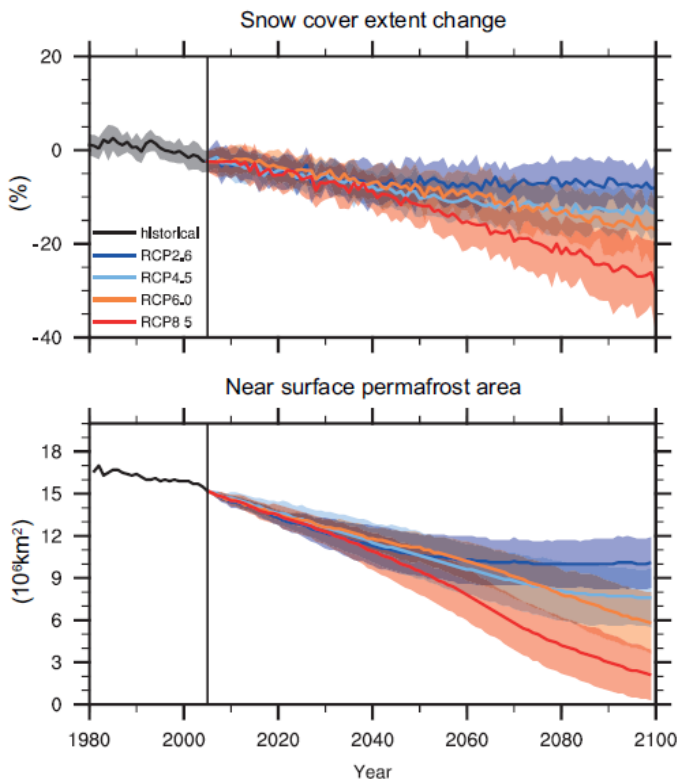 Snow cover extent change
20
0
-20
-40
(%)
historical
RCP2.6
RCP4.5
RCP6.0
RCP8 5
Near surface permafrost area
18
15
12
9
6
3
0
(10⁶km²)
1980 2000 2020 2040 2060 2080 2100
Year